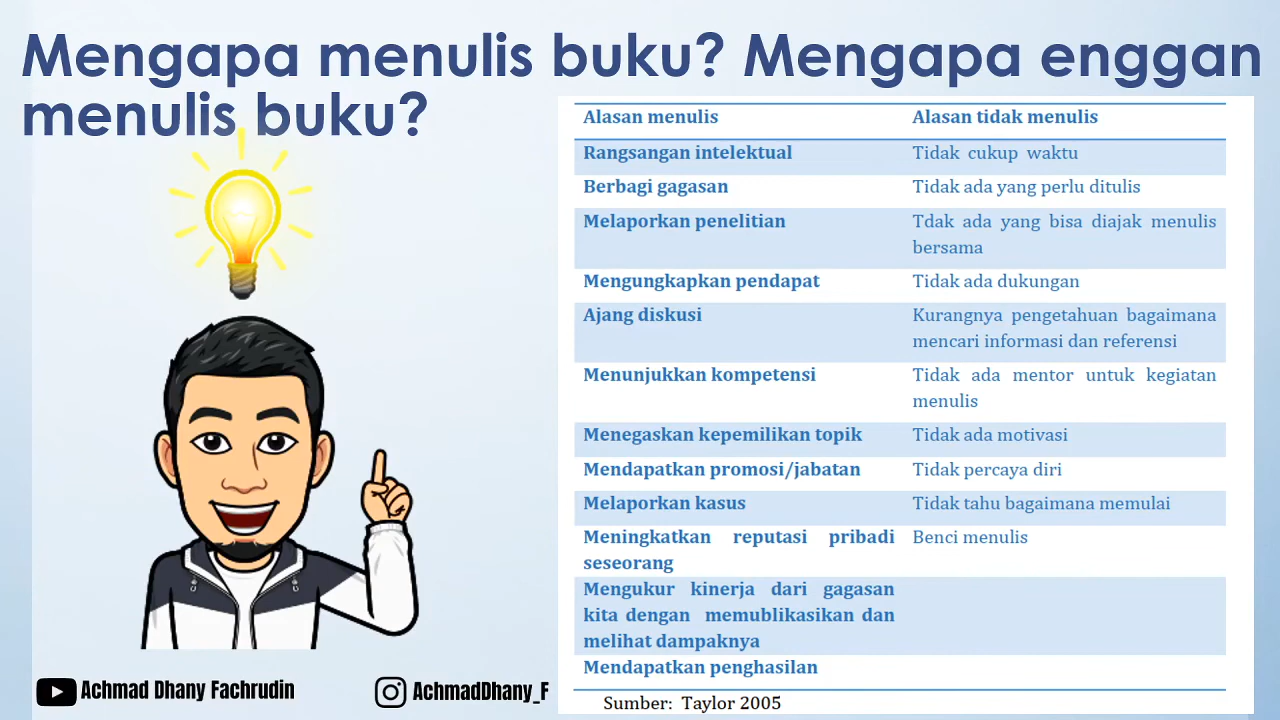 Mengapa menulis buku? Mengapa enggan
menulis buku?
Alasan menulis Alasan tidak menulis
Rangsangan intelektual Tidak cukup waktu
Berbagi gagasan Tidak ada yang perlu ditulis
Melaporkan penelitian Tdak ada yang bisa diajak menulis
bersama
Mengungkapkan pendapat Tidak ada dukungan
Ajang diskusi Kurangnya pengetahuan bagaimana
mencari informasi dan referensi
Menunjukkan kompetensi Tidak ada mentor untuk kegiatan
menulis
Menegaskan kepemilikan topik Tidak ada motivasi
Mendapatkan promosi/jabatan Tidak percaya diri
Melaporkan kasus Tidak tahu bagaimana memulai
Meningkatkan reputasi pribadi Benci menulis
seseorang
Mengukur kinerja dari gagasan
kita dengan memublikasikan dan
melihat dampaknya
Mendapatkan penghasilan
Sumber: Taylor 2005
Achmad Dhany Fachrudin AchmadDhany_F